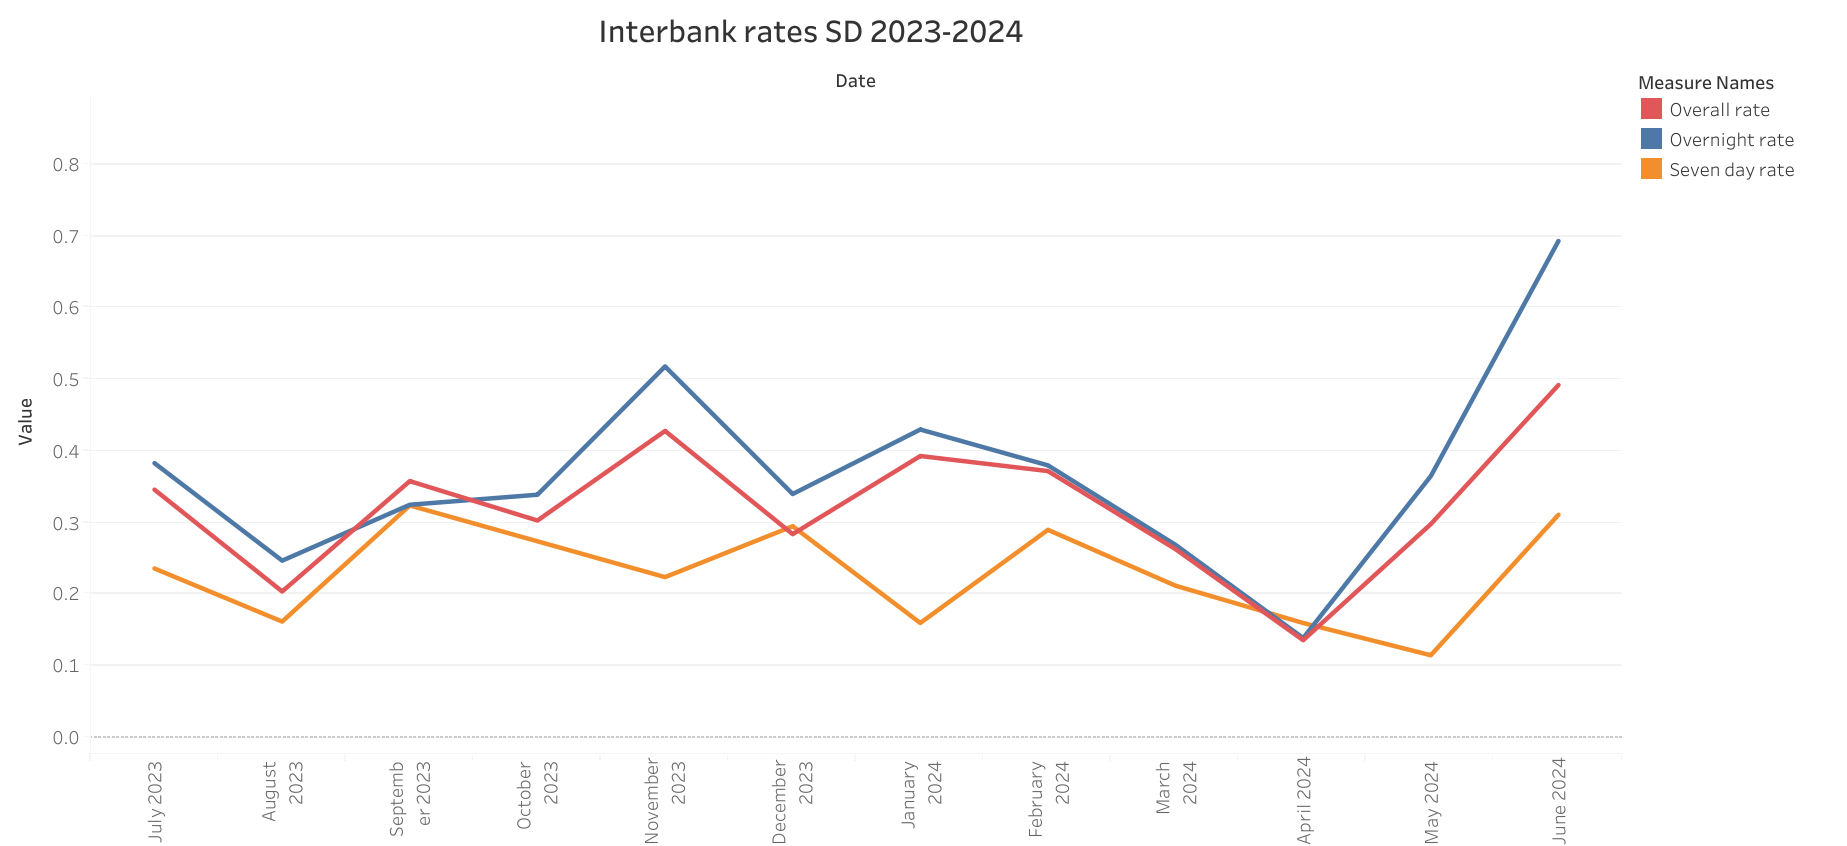 Interbank rates SD 2023-2024
Date
Measure Names
Overall rate
Overnight rate
Seven day rate
Value
0.8
0.7
0.6
0.5
0.4
0.3
0.2
0.1
0.0
July 2023
August
2023
Septemb
er 2023
October
2023
November
2023
December
2023
January
2024
February
2024
March
2024
April 2024
May 2024
June 2024